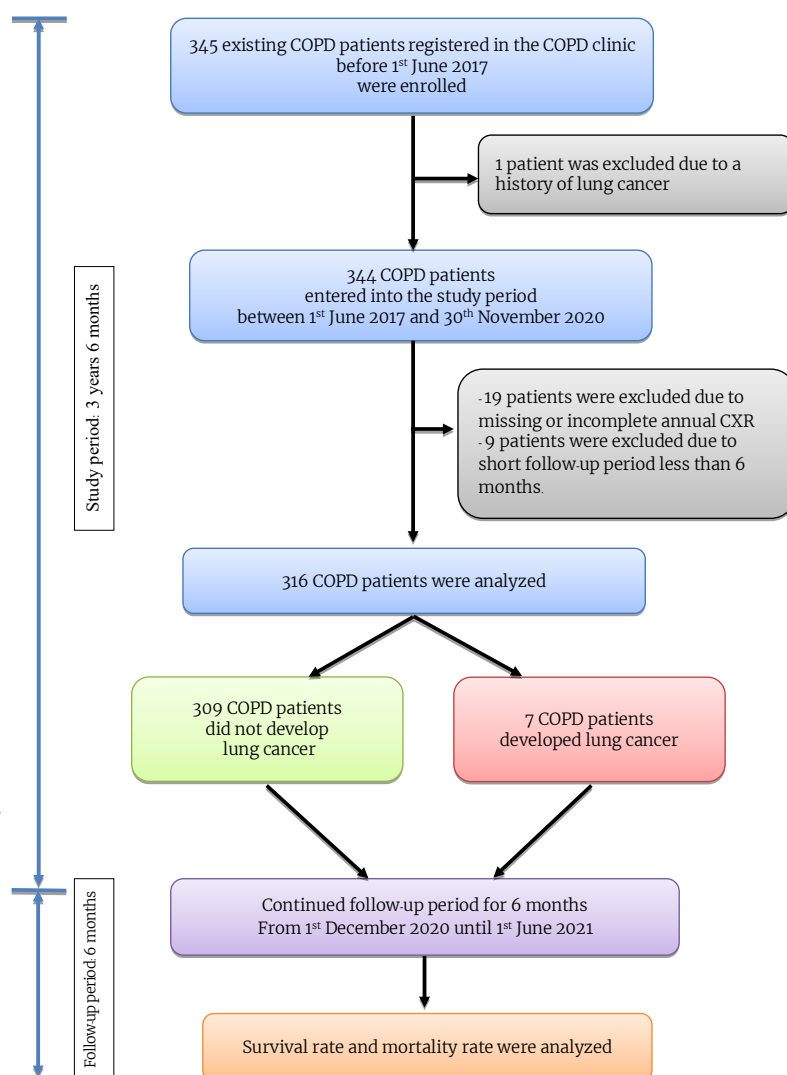 345 existing COPD patients registered in the COPD clinic
before 1st June 2017
were enrolled
1 patient was excluded due to a
history of lung cancer
344 COPD patients
entered into the study period
between 1st June 2017 and 30th November 2020
Study period: 3 years 6 months
-19 patients were excluded due to
missing or incomplete annual CXR
-9 patients were excluded due to
short follow-up period less than 6
months.
316 COPD patients were analyzed
309 COPD patients
did not develop
lung cancer
7 COPD patients
developed lung cancer
Continued follow-up period for 6 months
From 1st December 2020 until 1st June 2021
Follow-up period: 6 months
Survival rate and mortality rate were analyzed